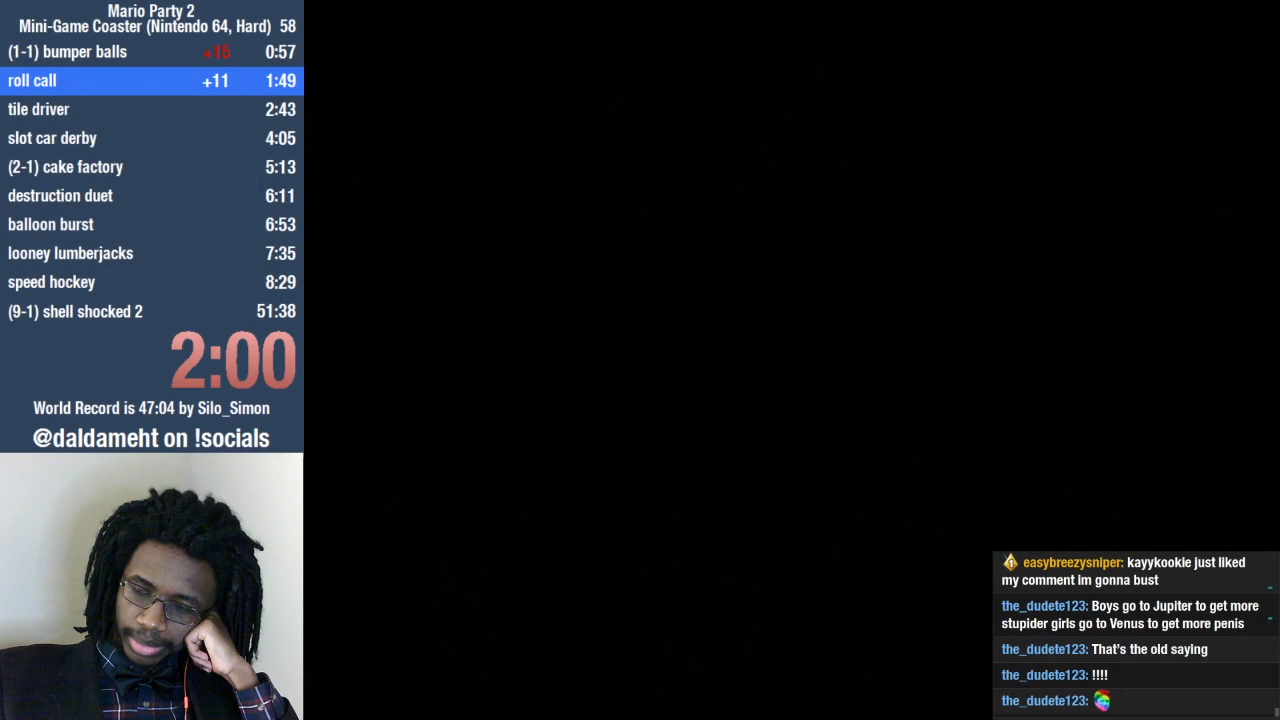 Mario Party 2
Mini-Game Coaster (Nintendo 64, Hard) 58
(1-1) bumper balls +15 0:57
roll call +11 1:49
tile driver 2:43
slot car derby 4:05
(2-1) cake factory 5:13
destruction duet 6:11
balloon burst 6:53
looney lumberjacks 7:35
speed hockey 8:29
(9-1) shell shocked 2 51:38
2:00
World Record is 47:04 by Silo_Simon
@daldameht on !socials
easybreezysniper: kayykookie just liked
my comment im gonna bust
the_dudete123: Boys go to Jupiter to get more
stupider girls go to Venus to get more penis
the_dudete123: That's the old saying
the_dudete123: !!!!
the_dudete123: